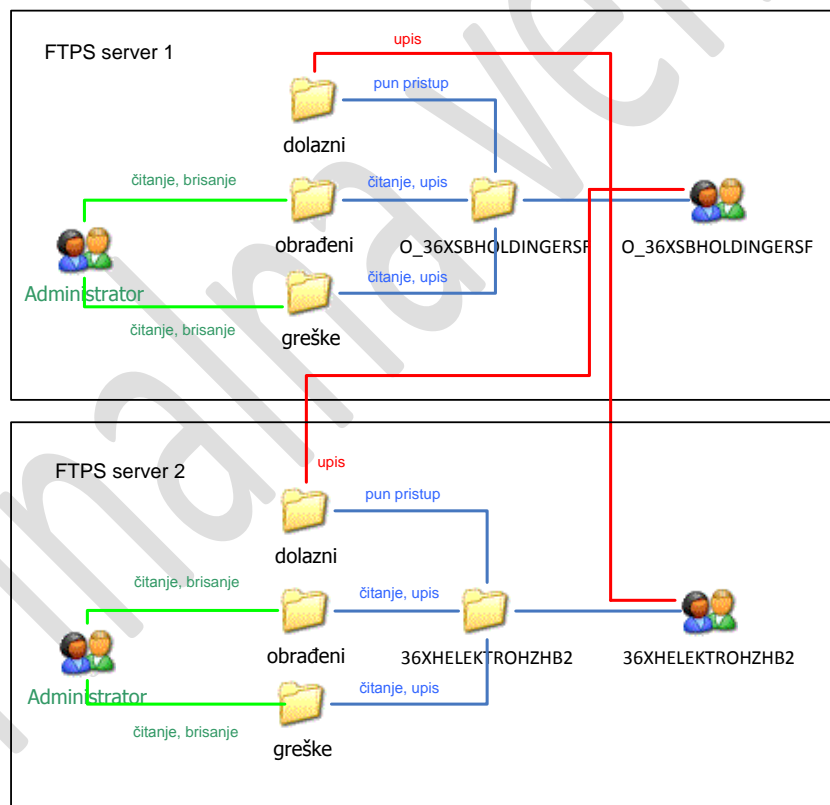 FTPS server 1
upis
pun pristup
dolazni
čitanje, brisanje
čitanje, upis
obrađeni
O_36XSBHOLDINGERSF
O_36XSBHOLDINGERSF
Administrator
čitanje, upis
čitanje, brisanje
greške
FTPS server 2
upis
pun pristup
dolazni
čitanje, brisanje
čitanje, upis
obrađeni
36XHELEKTROHZHB2
36XHELEKTROHZHB2
Administrator
čitanje, upis
čitanje, brisanje
greške